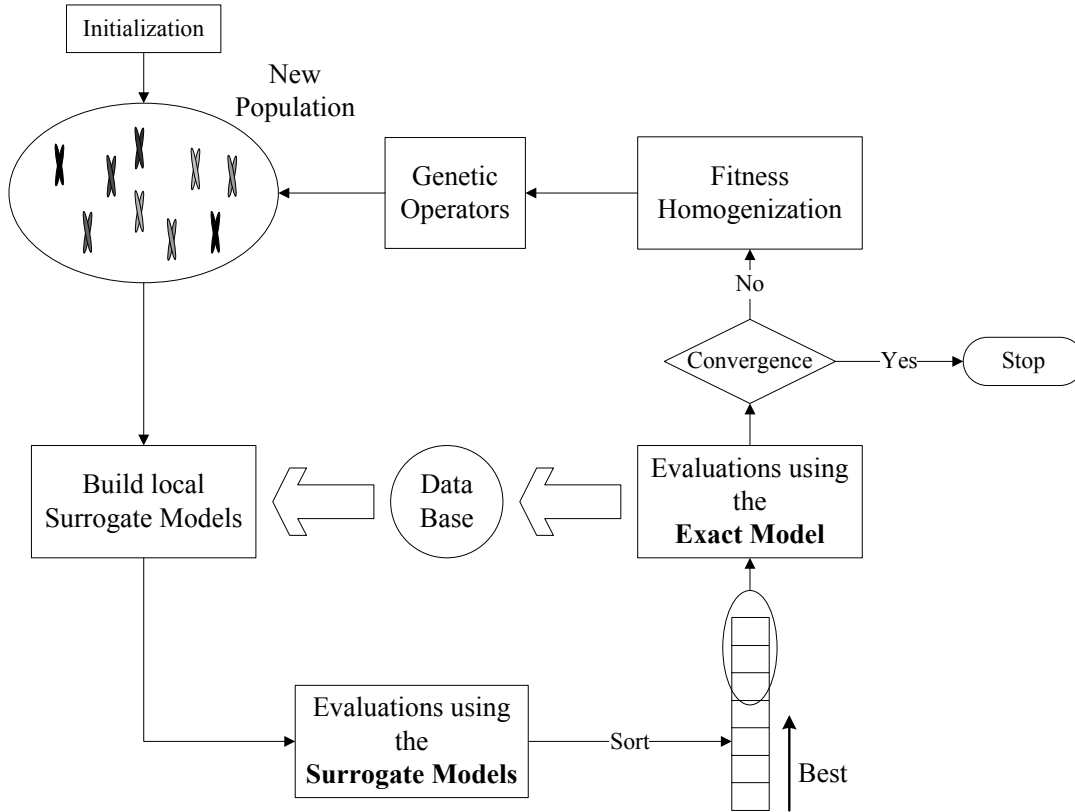 Initialization
New
Population
Genetic
Operators
Fitness
Homogenization
No
Convergence
Yes
Stop
Build local
Surrogate Models
Data
Base
Evaluations using
the
Exact Model
Evaluations using
the
Surrogate Models
Sort
Best